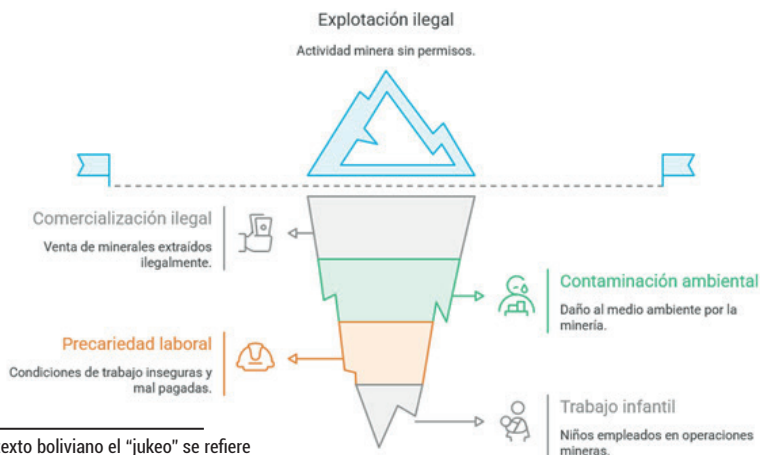 Explotación ilegal
Actividad minera sin permisos.
Comercialización ilegal
Venta de minerales extraídos
ilegalmente.
Contaminación ambiental
Daño al medio ambiente por la
minería.
Precariedad laboral
Condiciones de trabajo inseguras y
mal pagadas.
Trabajo infantil
Niños empleados en operaciones
mineras.
texto boliviano el “jukeo” se refiere